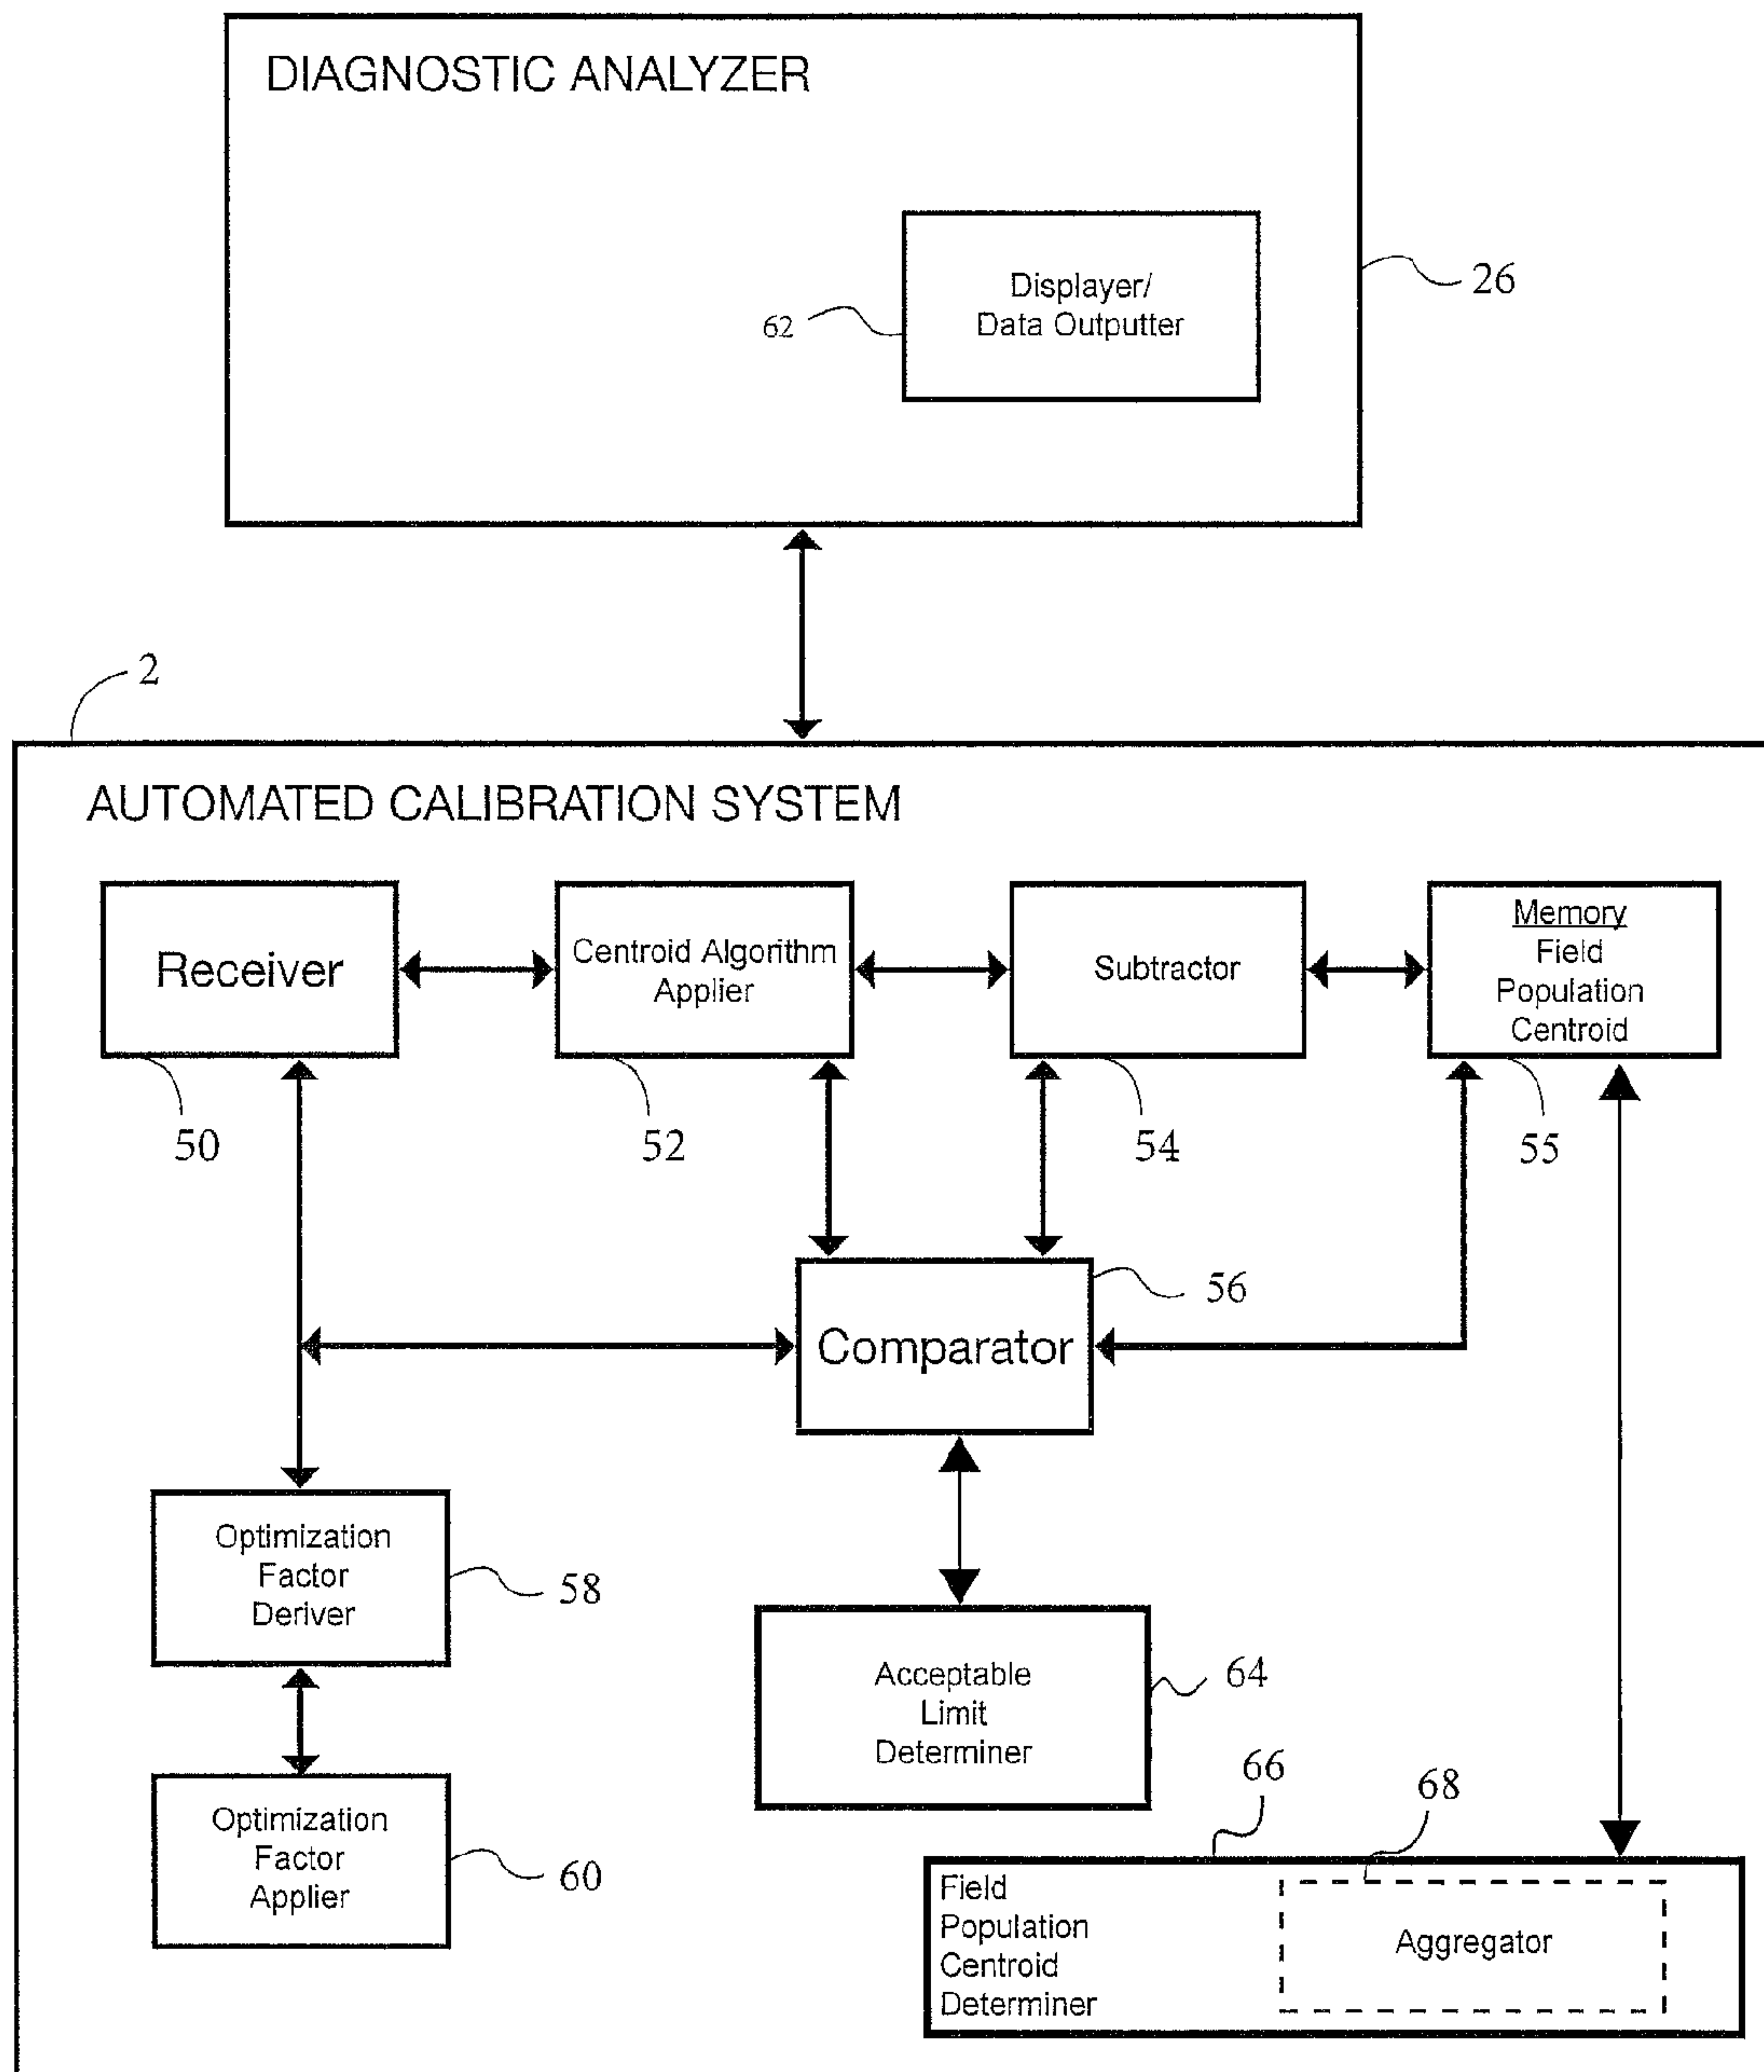 DIAGNOSTIC ANALYZER
Displayer/
Data Outputter
62
26
2
AUTOMATED CALIBRATION SYSTEM
Receiver
Centroid Algorithm
Applier
Subtractor
Memory
Field
Population
Centroid
50
52
54
55
56
Comparator
Optimization
Factor
Deriver
58
Acceptable
Limit
Determiner
64
Optimization
Factor
Applier
60
66
68
Field
Population
Centroid
Determiner
Aggregator